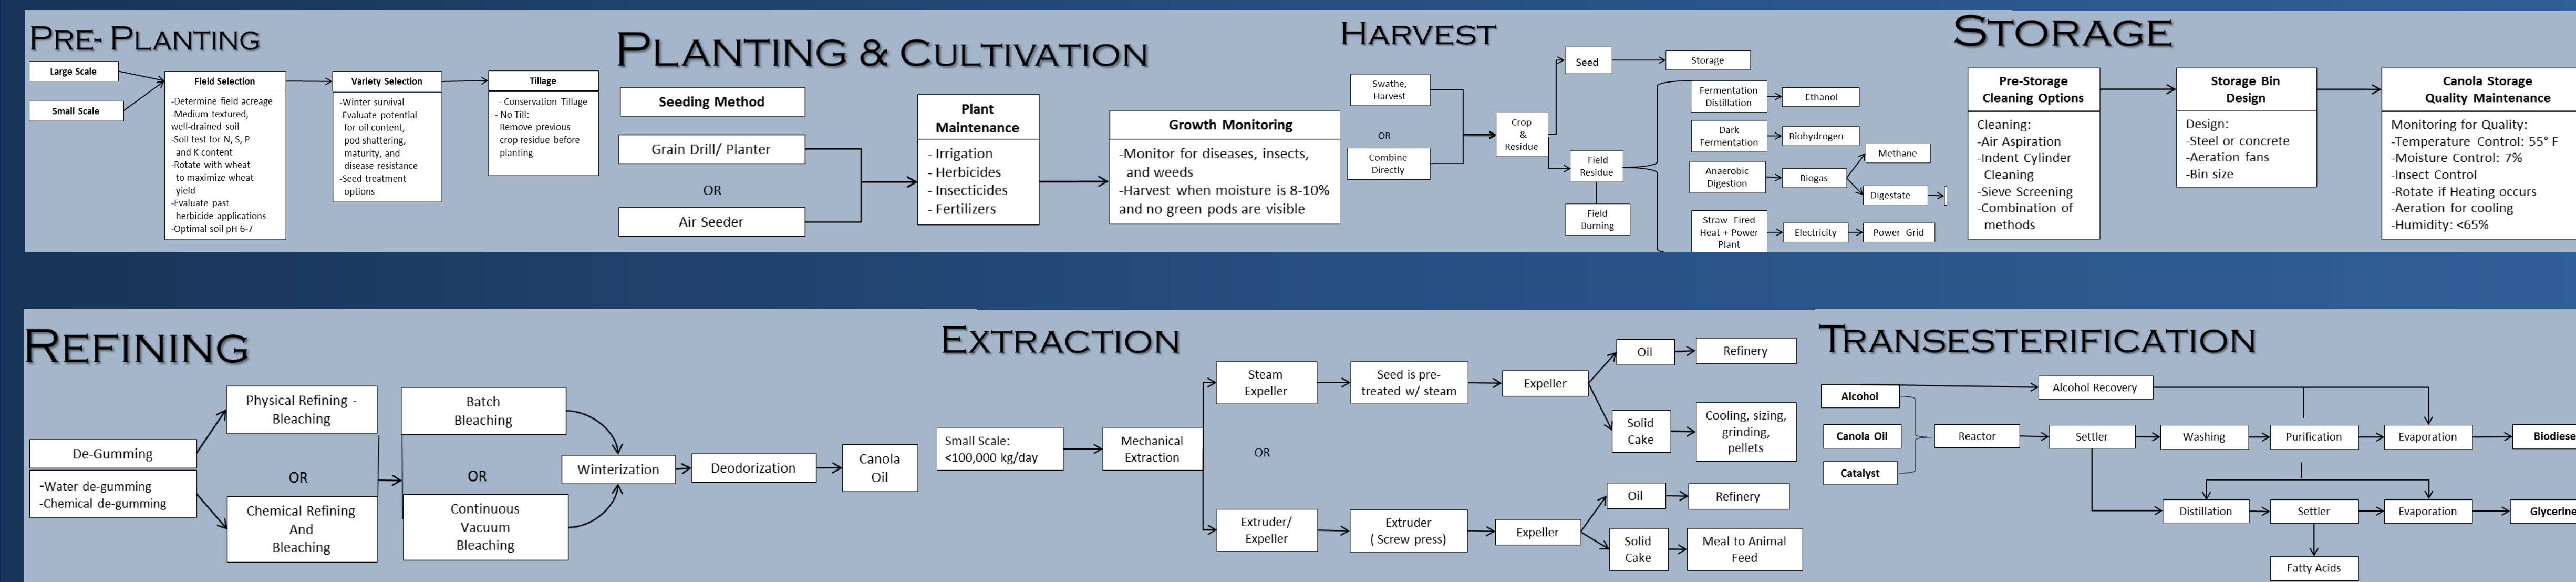 PRE- PLANTING
Large Scale
Small Scale
Field Selection
-Determine field acreage
-Medium textured,
well-drained soil
-Soil test for N, S, P
and K content
-Rotate with wheat
to maximize wheat
yield
-Evaluate past
herbicide applications
-Optimal soil pH 6-7
Variety Selection
-Winter survival
-Evaluate potential
for oil content,
pod shattering,
maturity, and
disease resistance
-Seed treatment
options
Tillage
- Conservation Tillage
- No Till:
Remove previous
crop residue before
planting
PLANTING & CULTIVATION
Seeding Method
Grain Drill/ Planter
OR
Air Seeder
Plant
Maintenance
- Irrigation
- Herbicides
- Insecticides
- Fertilizers
Growth Monitoring
-Monitor for diseases, insects,
and weeds
-Harvest when moisture is 8-10%
and no green pods are visible
HARVEST
Swathe,
Harvest
OR
Combine
Directly
Crop
&
Residue
Seed
Storage
Field
Residue
Field
Burning
Fermentation
Distillation
Ethanol
Dark
Fermentation
Biohydrogen
Anaerobic
Digestion
Biogas
Methane
Digestate
Straw- Fired
Heat + Power
Plant
Electricity
Power Grid
STORAGE
Pre-Storage
Cleaning Options
Cleaning:
-Air Aspiration
-Indent Cylinder
Cleaning
-Sieve Screening
-Combination of
methods
Storage Bin
Design
Design:
-Steel or concrete
-Aeration fans
-Bin size
Canola Storage
Quality Maintenance
Monitoring for Quality:
-Temperature Control: 55° F
-Moisture Control: 7%
-Insect Control
-Rotate if Heating occurs
-Aeration for cooling
-Humidity: <65%
REFINING
De-Gumming
-Water de-gumming
-Chemical de-gumming
Physical Refining -
Bleaching
OR
Chemical Refining
And
Bleaching
Batch
Bleaching
OR
Continuous
Vacuum
Bleaching
Winterization
Deodorization
Canola
Oil
EXTRACTION
Small Scale:
<100,000 kg/day
Mechanical
Extraction
Steam
Expeller
Seed is pre-
treated w/ steam
Expeller
Oil
Refinery
Solid
Cake
Cooling, sizing,
grinding,
pellets
OR
Extruder/
Expeller
Extruder
( Screw press)
Expeller
Oil
Refinery
Solid
Cake
Meal to Animal
Feed
TRANSESTERIFICATION
Alcohol
Canola Oil
Catalyst
Alcohol Recovery
Reactor
Settler
Washing
Purification
Evaporation
Biodiese
Distillation
Settler
Evaporation
Glycerine
Fatty Acids